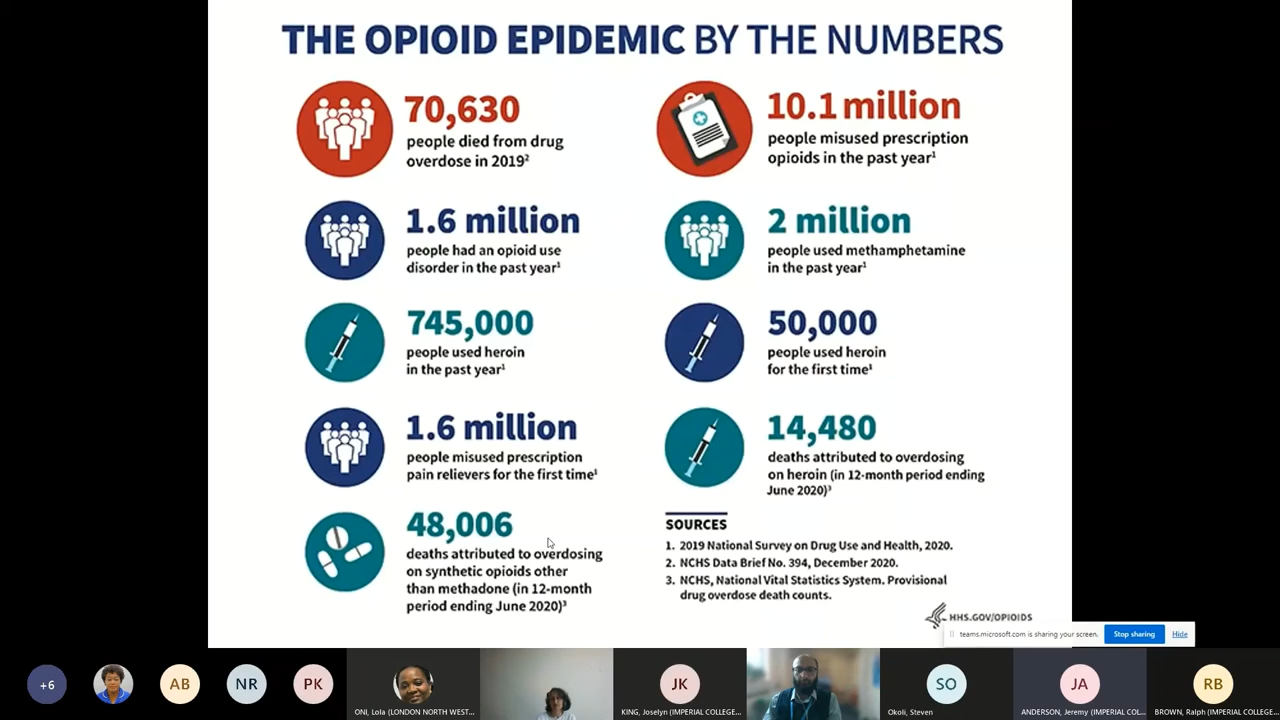 THE OPIOID EPIDEMIC BY THE NUMBERS
70,630
people died from drug
overdose in 2019²
10.1 million
people misused prescription
opioids in the past year¹
1.6 million
people had an opioid use
disorder in the past year¹
2 million
people used methamphetamine
in the past year¹
745,000
people used heroin
in the past year¹
50,000
people used heroin
for the first time¹
1.6 million
people misused prescription
pain relievers for the first time¹
14,480
deaths attributed to overdosing
on heroin (in 12-month period ending
June 2020)³
48,006
deaths attributed to overdosing
on synthetic opioids other
than methadone (in 12-month
period ending June 2020)³
SOURCES
1. 2019 National Survey on Drug Use and Health, 2020.
2. NCHS Data Brief No. 394, December 2020.
3. NCHS, National Vital Statistics System. Provisional
drug overdose death counts.
HHS.GOV/OPIOIDS
teams.microsoft.com is sharing your screen.
Stop sharing
Hide
+6
AB
NR
PK
JK
SO
JA
RB
ONI, Lola (LONDON NORTH WEST...
KING, Joselyn (IMPERIAL COLLEGE...
Okoli, Steven
ANDERSON, Jeremy (IMPERIAL COL...
BROWN, Ralph (IMPERIAL COLLEGE...